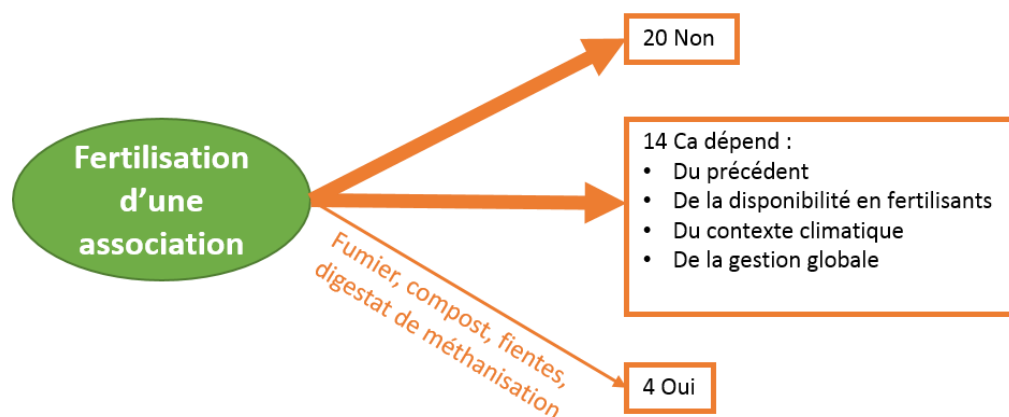 Fertilisation
d’une
association
20 Non
14 Ca dépend :
• Du précédent
• De la disponibilité en fertilisants
• Du contexte climatique
• De la gestion globale
Fumier, compost, fientes,
digestat de méthanisation
4 Oui